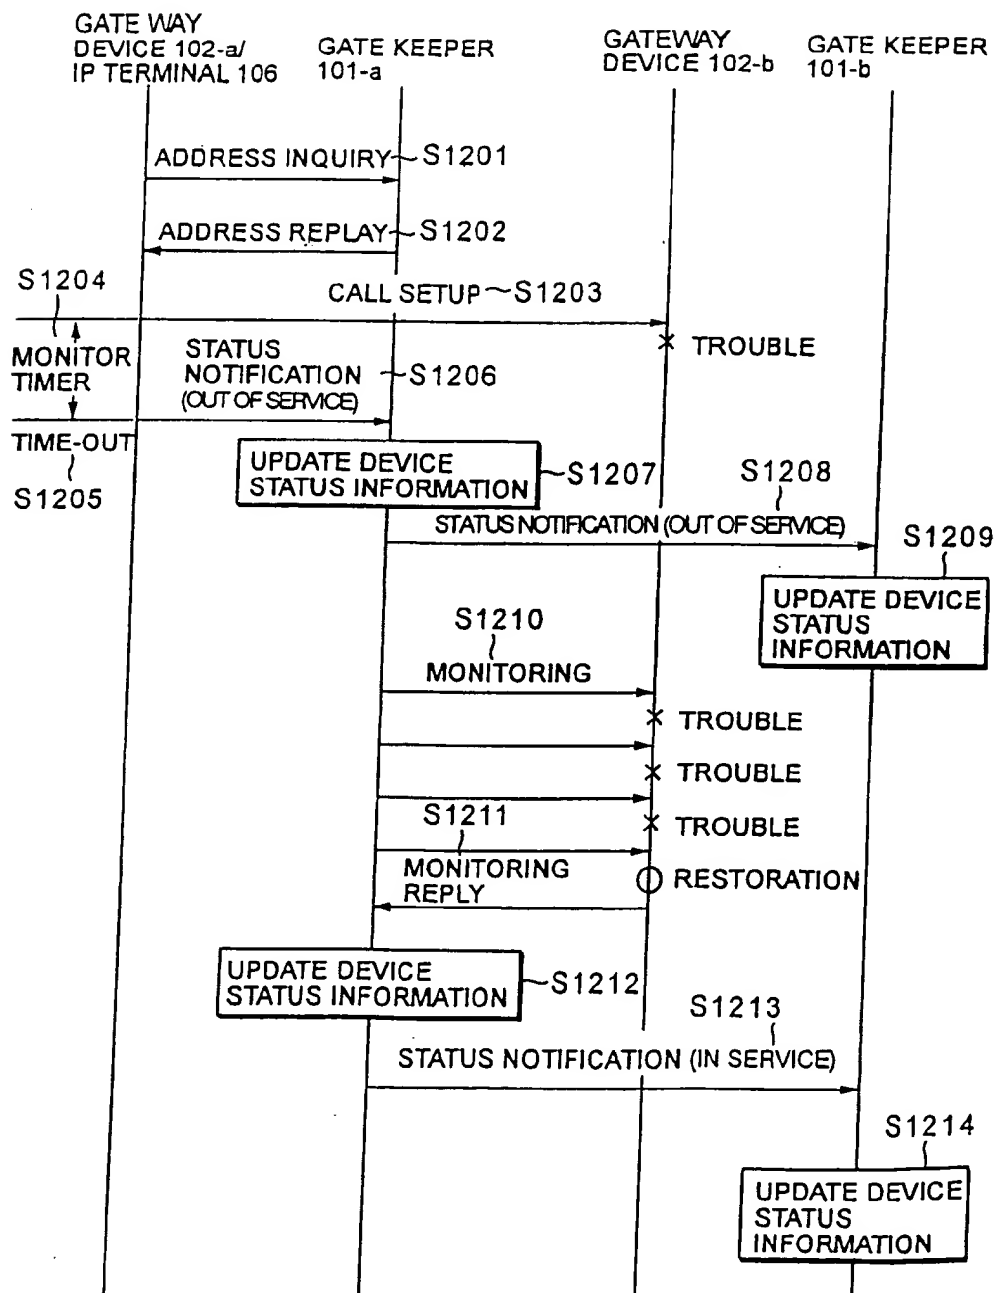 GATE WAY
DEVICE 102-a/
IP TERMINAL 106
GATE KEEPER
101-a
GATEWAY
DEVICE 102-b
GATE KEEPER
101-b
ADDRESS INQUIRY
S1201
ADDRESS REPLAY
S1202
S1204
CALL SETUP
S1203
MONITOR
TIMER
TROUBLE
STATUS
NOTIFICATION
(OUT OF SERVICE)
S1206
TIME-OUT
S1205
UPDATE DEVICE
STATUS INFORMATION
S1207
S1208
STATUS NOTIFICATION (OUT OF SERVICE)
S1209
UPDATE DEVICE
STATUS
INFORMATION
S1210
MONITORING
TROUBLE
TROUBLE
TROUBLE
S1211
MONITORING
REPLY
RESTORATION
UPDATE DEVICE
STATUS INFORMATION
S1212
S1213
STATUS NOTIFICATION (IN SERVICE)
S1214
UPDATE DEVICE
STATUS
INFORMATION